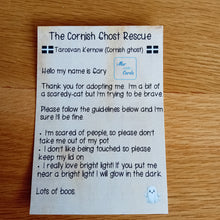 The Cornish Ghost Rescue
Tarosvan Kernow (Cornish ghost)
Hello my name is Gary
Thank you for adopting me. I'm a bit of
a scaredy-cat but I'm trying to be brave.
Please follow the guidelines below and I'm
sure I'll be fine
• I'm scared of people, so please don't
take me out of my pot
• I don't like being touched so please
keep my lid on
• I really love bright light! If you put me
near a bright light I will glow in the dark.
Lots of boos